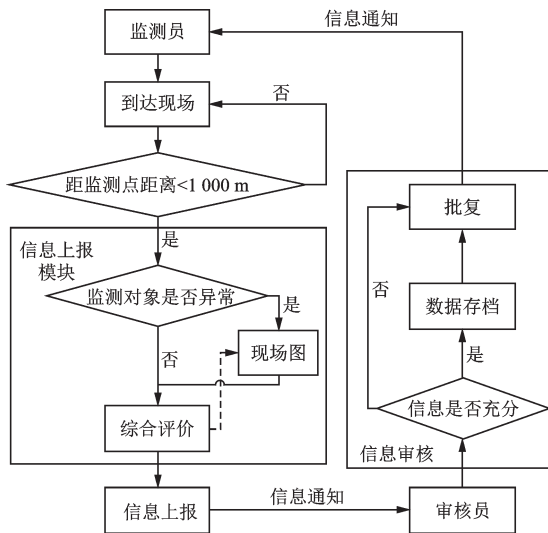 监测员
信息通知
到达现场
否
距监测点距离<1 000 m
是
信息上报
模块
监测对象是否异常
是
否
现场图
综合评价
信息上报
信息通知
审核员
批复
否
数据存档
是
信息是否充分
信息审核